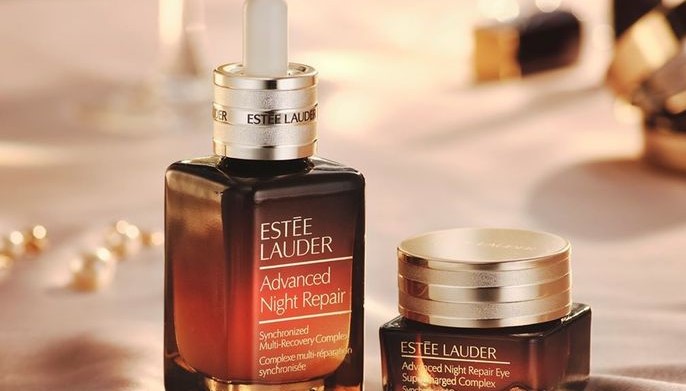 ESTĒE LAUDER
ESTĒE
LAUDER
Advanced
Night Repair
Synchronized
Multi-Recovery Complex
Complexe multi-réparation
synchronisée
ESTĒE LAUDER
Advanced Night Repair Eye
Supercharged Complex